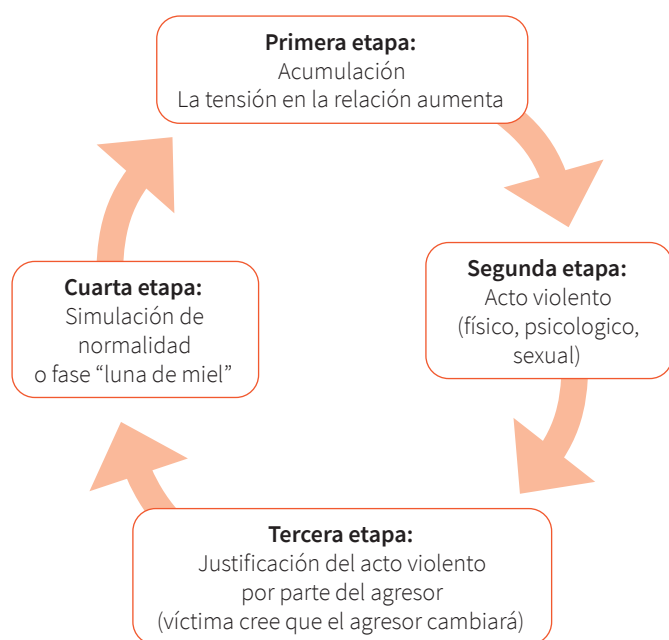 Primera etapa:
Acumulación
La tensión en la relación aumenta
Segunda etapa:
Acto violento
(físico, psicologico,
sexual)
Tercera etapa:
Justificación del acto violento
por parte del agresor
(víctima cree que el agresor cambiará)
Cuarta etapa:
Simulación de
normalidad
o fase “luna de miel”